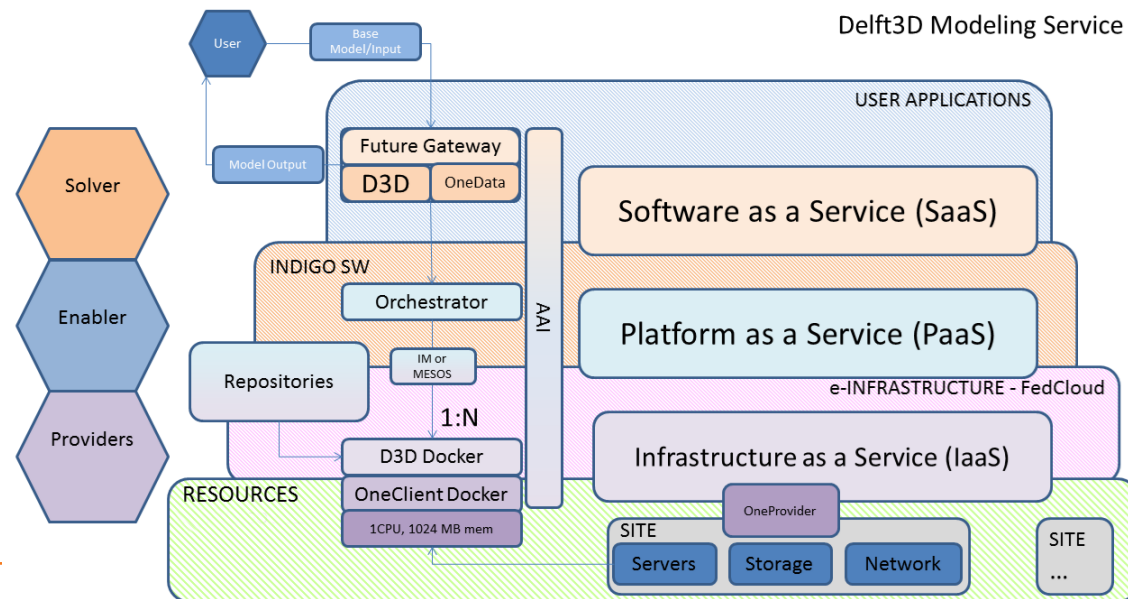 Delft3D Modeling Service
User
Base
Model/Input
USER APPLICATIONS
Future Gateway
Model Output
D3D
OneData
Solver
Software as a Service (SaaS)
INDIGO SW
Orchestrator
AAI
Enabler
Platform as a Service (PaaS)
IM or
MESOS
Repositories
e-INFRASTRUCTURE - FedCloud
1:N
Providers
D3D Docker
Infrastructure as a Service (IaaS)
RESOURCES
OneClient Docker
OneProvider
1CPU, 1024 MB mem
SITE
Servers
Storage
Network
SITE
...